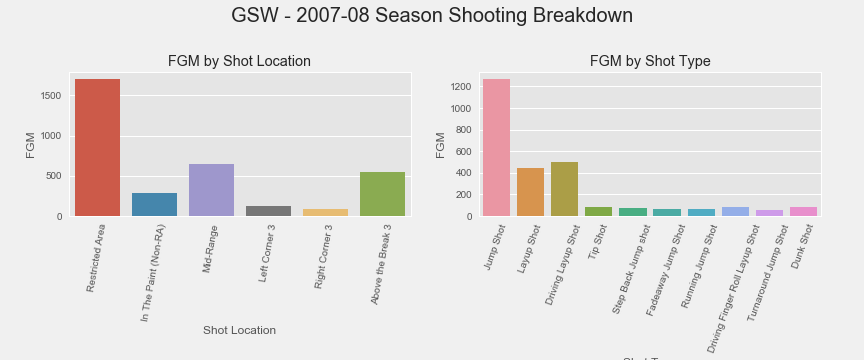 GSW - 2007-08 Season Shooting Breakdown
FGM by Shot Location
FGM
1500
1000
500
0
Restricted Area
In The Paint (Non-RA)
Mid-Range
Left Corner 3
Right Corner 3
Above the Break 3
Shot Location
FGM by Shot Type
FGM
1200
1000
800
600
400
200
0
Jump Shot
Layup Shot
Driving Layup Shot
Tip Shot
Step Back Jump shot
Fadeaway Jump Shot
Running Jump Shot
Driving Finger Roll Layup Shot
Turnaround Jump Shot
Dunk Shot